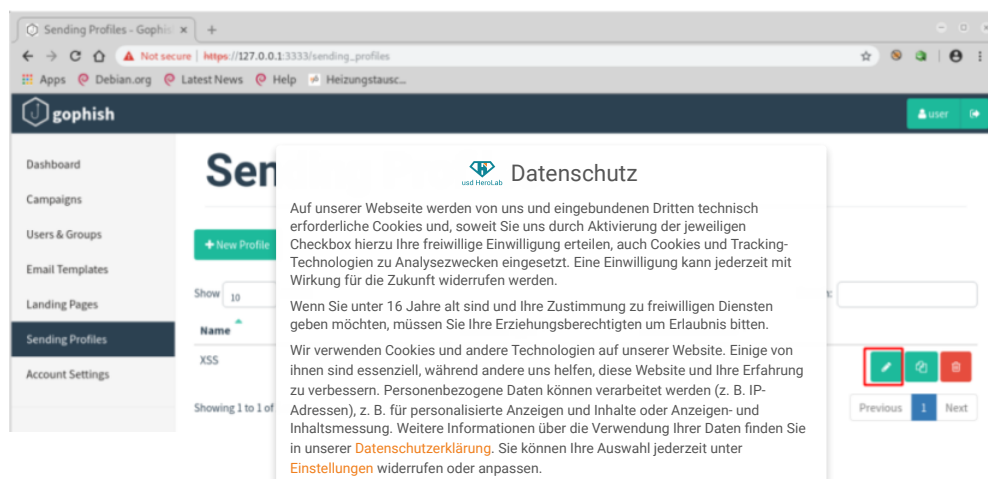 Sending Profiles - Gophis
Not secure | https://127.0.0.1:3333/sending_profiles
Apps Debian.org Latest News Help Heizungstausc...
gophish
user
Dashboard
Campaigns
Users & Groups
Email Templates
Landing Pages
Sending Profiles
Account Settings
Sen
New Profile
Show 10
Name
XSS
Showing 1 to 1 of
Previous 1 Next
usd HeroLab
Datenschutz
Auf unserer Webseite werden von uns und eingebundenen Dritten technisch
erforderliche Cookies und, soweit Sie uns durch Aktivierung der jeweiligen
Checkbox hierzu Ihre freiwillige Einwilligung erteilen, auch Cookies und Tracking-
Technologien zu Analysezwecken eingesetzt. Eine Einwilligung kann jederzeit mit
Wirkung für die Zukunft widerrufen werden.
Wenn Sie unter 16 Jahre alt sind und Ihre Zustimmung zu freiwilligen Diensten
geben möchten, müssen Sie Ihre Erziehungsberechtigten um Erlaubnis bitten.
Wir verwenden Cookies und andere Technologien auf unserer Website. Einige von
ihnen sind essenziell, während andere uns helfen, diese Website und Ihre Erfahrung
zu verbessern. Personenbezogene Daten können verarbeitet werden (z. B. IP-
Adressen), z. B. für personalisierte Anzeigen und Inhalte oder Anzeigen- und
Inhaltsmessung. Weitere Informationen über die Verwendung Ihrer Daten finden Sie
in unserer Datenschutzerklärung. Sie können Ihre Auswahl jederzeit unter
Einstellungen widerrufen oder anpassen.